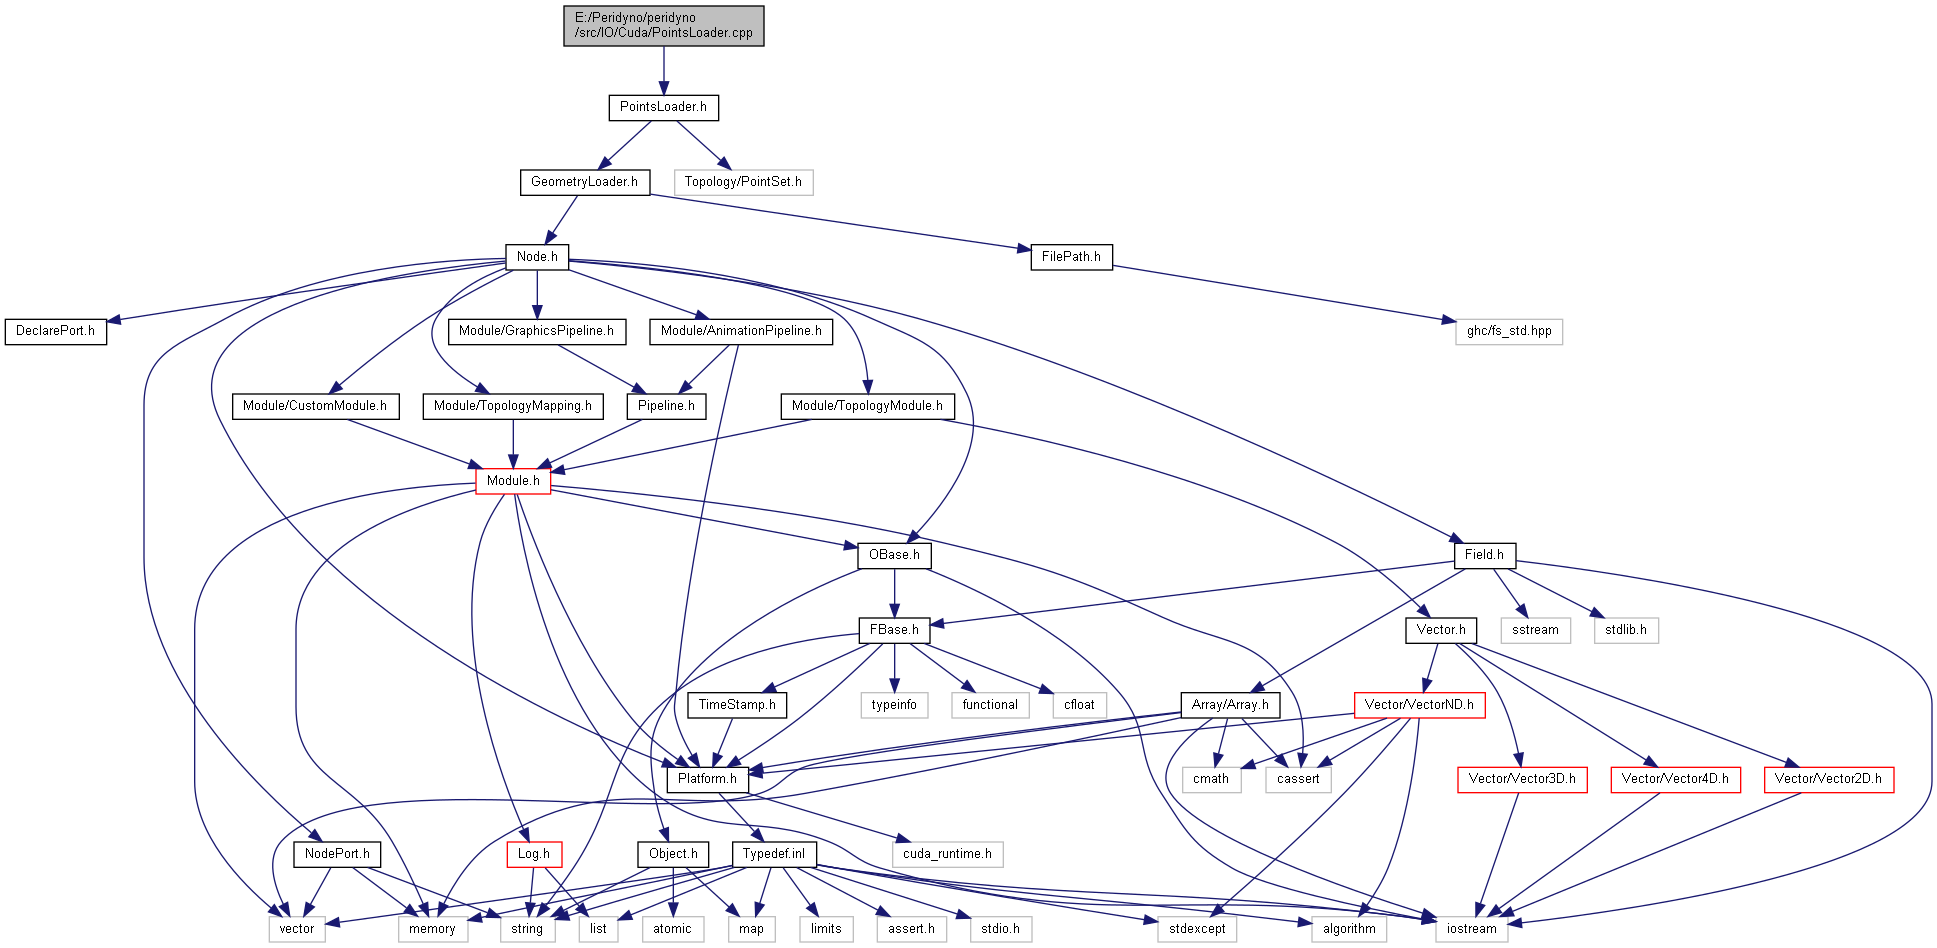 E:/Peridyno/peridyno
/src/IO/Cuda/PointsLoader.cpp
PointsLoader.h
GeometryLoader.h
Topology/PointSet.h
Node.h
FilePath.h
DeclarePort.h
Module/GraphicsPipeline.h
Module/AnimationPipeline.h
ghc/fs_std.hpp
Module/CustomModule.h
Module/TopologyMapping.h
Pipeline.h
Module/TopologyModule.h
Module.h
OBase.h
Field.h
FBase.h
Vector.h
sstream
stdlib.h
TimeStamp.h
typeinfo
functional
cfloat
Array/Array.h
Vector/VectorND.h
Platform.h
cmath
cassert
Vector/Vector3D.h
Vector/Vector4D.h
Vector/Vector2D.h
NodePort.h
Log.h
Object.h
Typedef.inl
cuda_runtime.h
vector
memory
string
list
atomic
map
limits
assert.h
stdio.h
stdexcept
algorithm
iostream